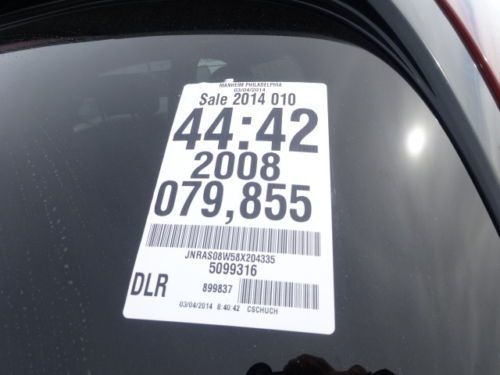 MANHEIM PHILADELPHIA
03/04/2014
Sale 2014 010
44:42
2008
079,855
JNRAS08W58X204335
5099316
DLR 899837
03/04/2014 8:40:42 CSCHUCH